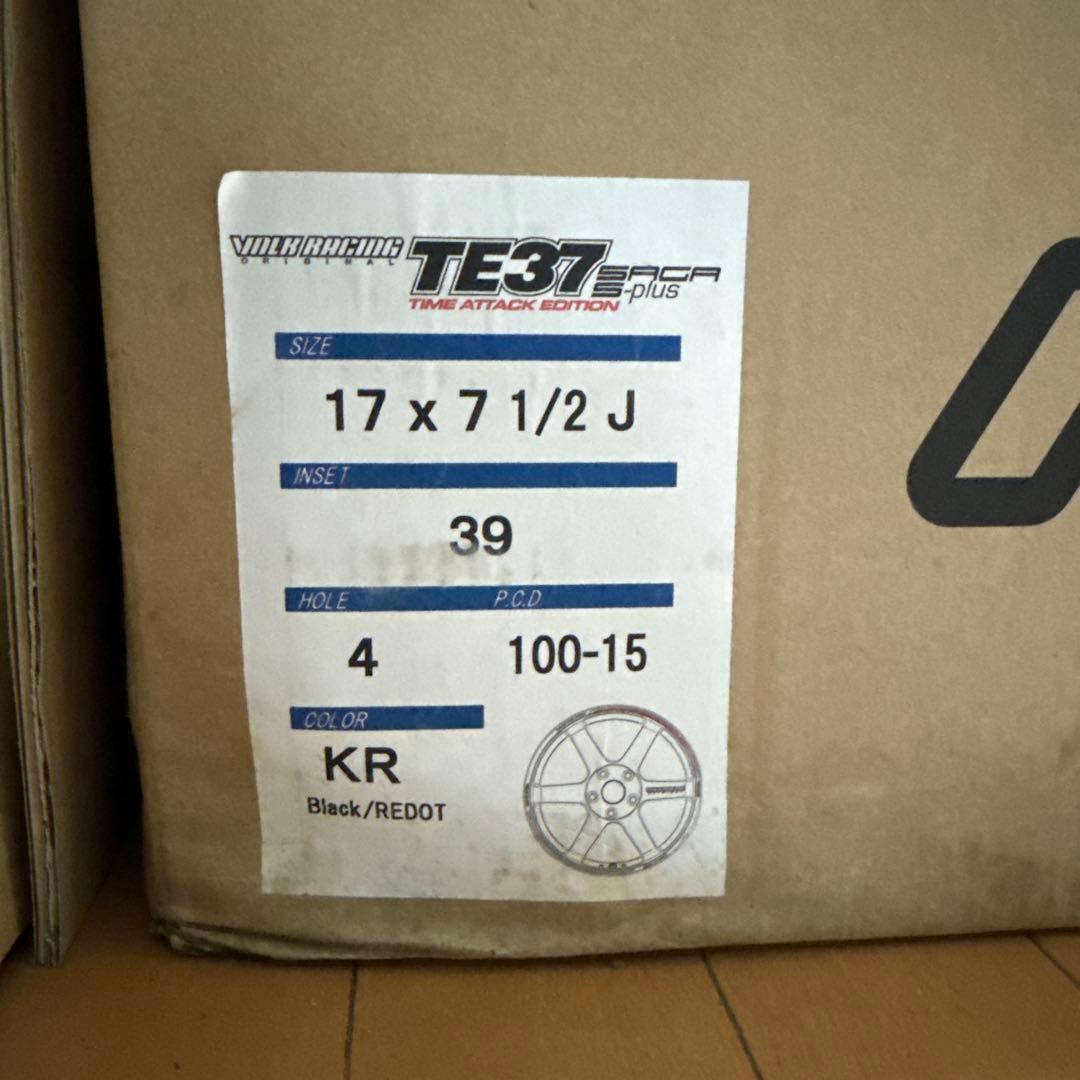 VOLK RACING TE37 SAGA
ORIGINAL S-plus
TIME ATTACK EDITION
SIZE
17 x 7 1/2 J
INSET
39
HOLE P.C.D
4 100-15
COLOR
KR
Black/REDOT